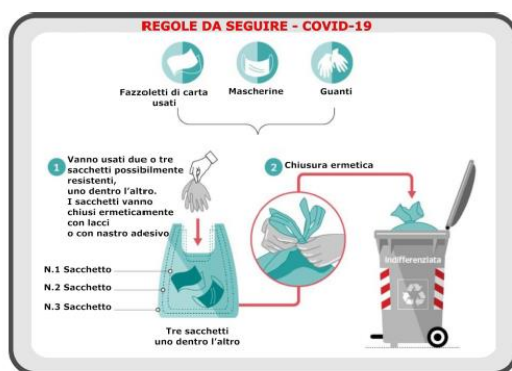 REGOLE DA SEGUIRE - COVID-19
Fazzoletti di carta
usati
Mascherine
Guanti
1
Vanno usati due o tre
sacchetti possibilmente
resistenti,
uno dentro l'altro.
I sacchetti vanno
chiusi ermeticamente
con lacci
o con nastro adesivo
2
Chiusura ermetica
N.1 Sacchetto
N.2 Sacchetto
N.3 Sacchetto
Tre sacchetti
uno dentro l'altro
Indifferenziata